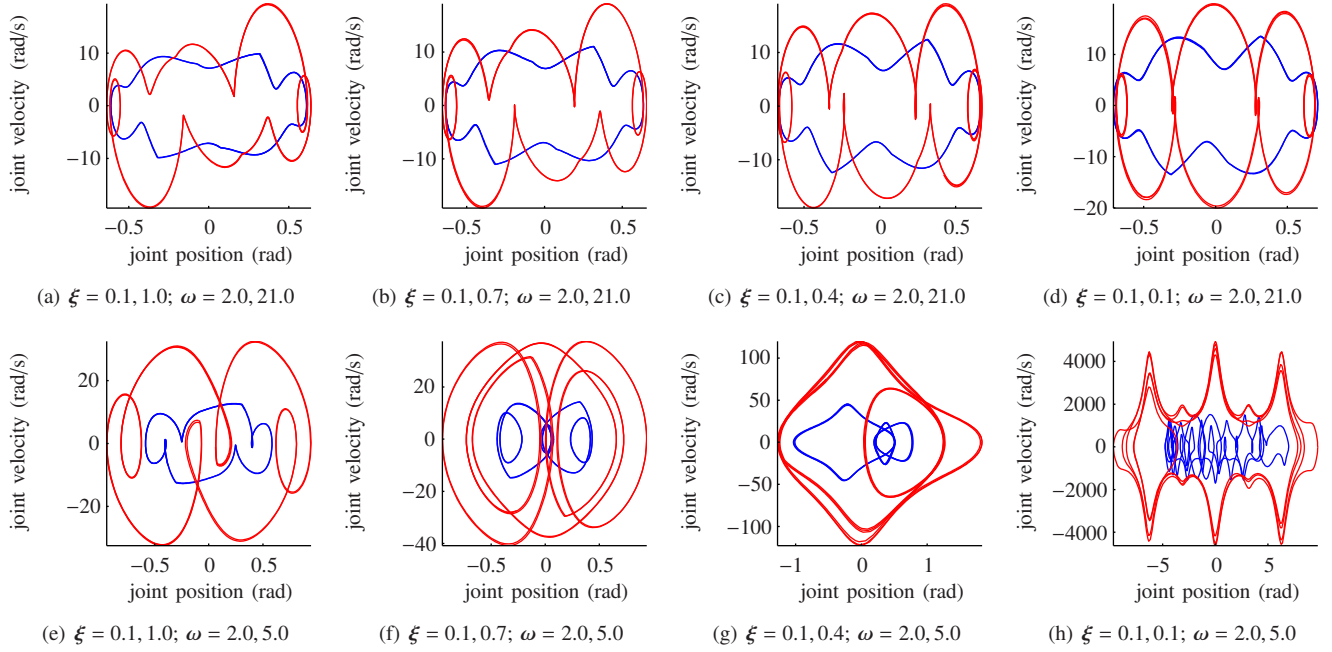 joint velocity (rad/s)
10
0
−10
−0.5
0
0.5
joint position (rad)
(a) ξ = 0.1, 1.0; ω = 2.0, 21.0
joint velocity (rad/s)
10
0
−10
−0.5
0
0.5
joint position (rad)
(b) ξ = 0.1, 0.7; ω = 2.0, 21.0
joint velocity (rad/s)
10
0
−10
−0.5
0
0.5
joint position (rad)
(c) ξ = 0.1, 0.4; ω = 2.0, 21.0
joint velocity (rad/s)
10
0
−10
−20
−0.5
0
0.5
joint position (rad)
(d) ξ = 0.1, 0.1; ω = 2.0, 21.0
joint velocity (rad/s)
20
0
−20
−0.5
0
0.5
joint position (rad)
(e) ξ = 0.1, 1.0; ω = 2.0, 5.0
joint velocity (rad/s)
20
0
−20
−40
−0.5
0
0.5
joint position (rad)
(f) ξ = 0.1, 0.7; ω = 2.0, 5.0
joint velocity (rad/s)
100
50
0
−50
−100
−1
0
1
joint position (rad)
(g) ξ = 0.1, 0.4; ω = 2.0, 5.0
joint velocity (rad/s)
4000
2000
0
−2000
−4000
−5
0
5
joint position (rad)
(h) ξ = 0.1, 0.1; ω = 2.0, 5.0